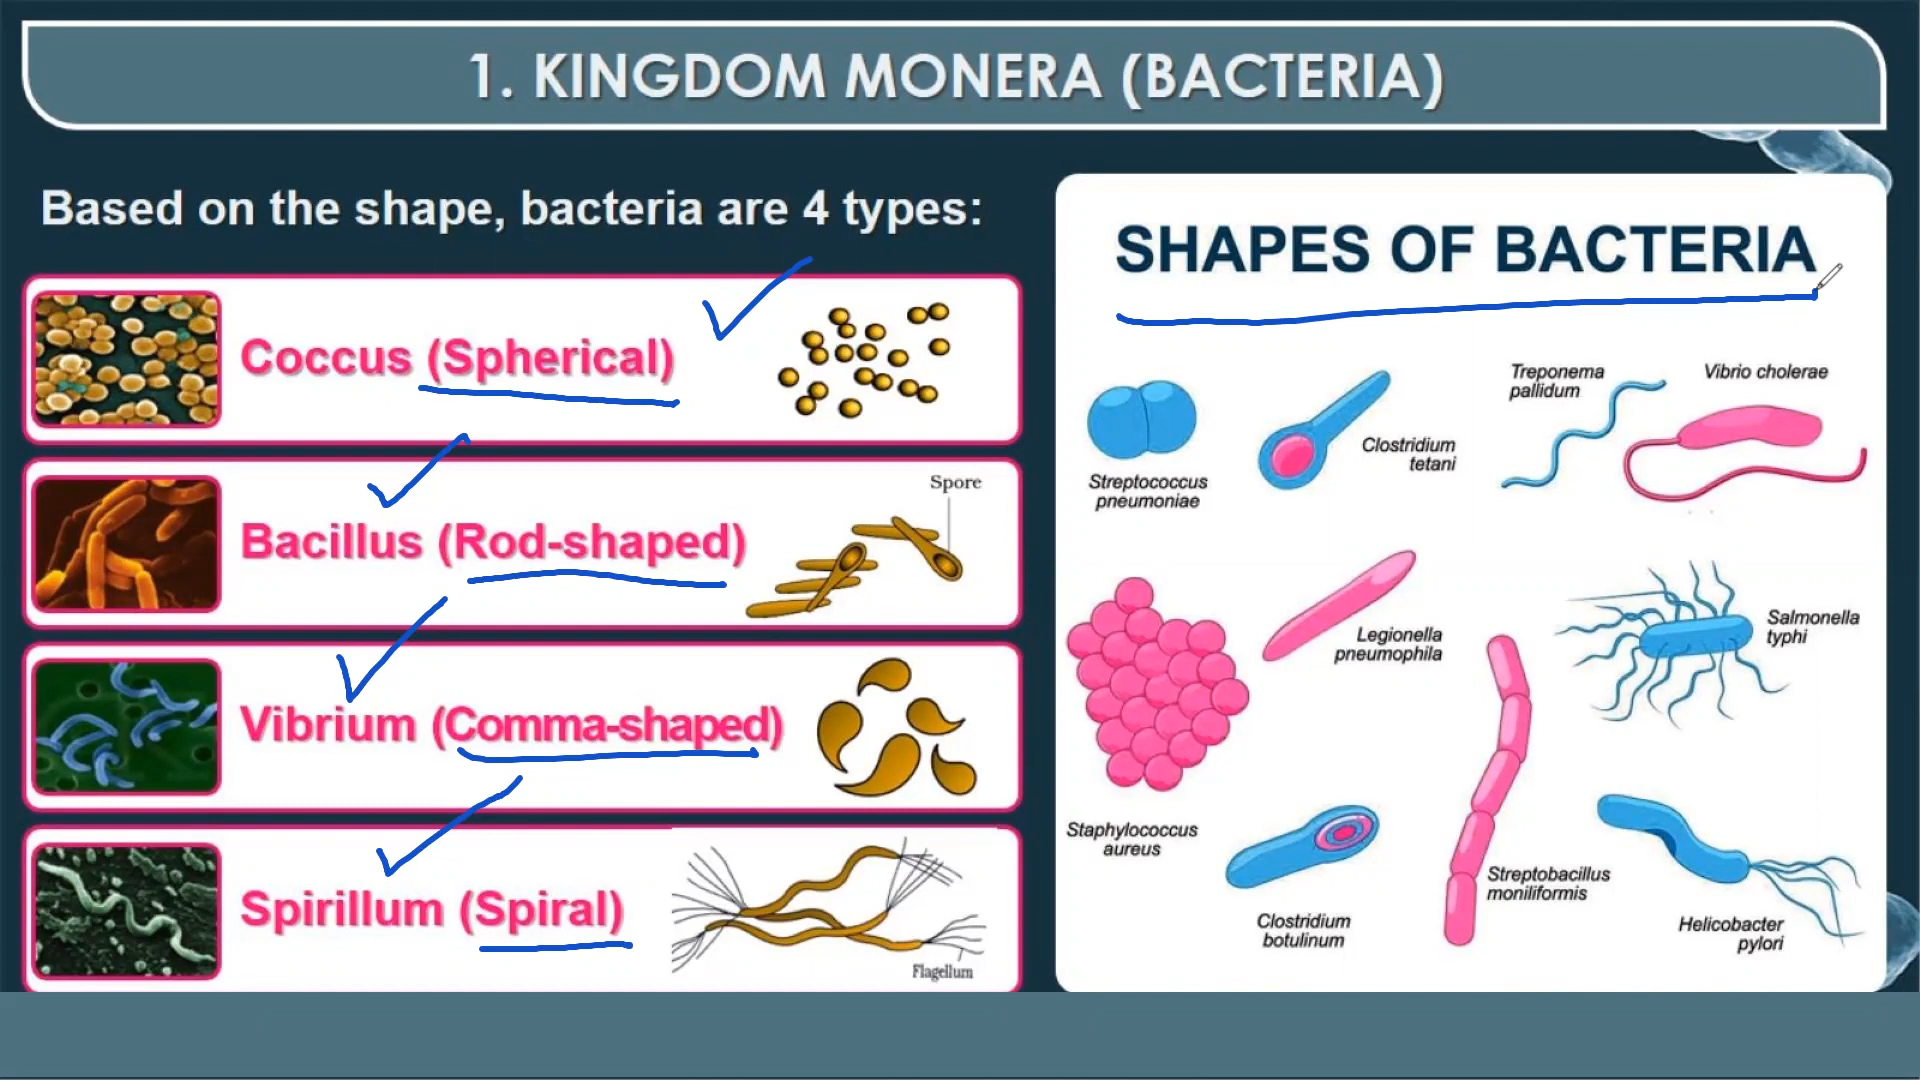 1. KINGDOM MONERA (BACTERIA)
Based on the shape, bacteria are 4 types:
Coccus (Spherical)
Bacillus (Rod-shaped)
Spore
Vibrium (Comma-shaped)
Spirillum (Spiral)
Flagellum
SHAPES OF BACTERIA
Streptococcus
pneumoniae
Clostridium
tetani
Treponema
pallidum
Vibrio cholerae
Legionella
pneumophila
Salmonella
typhi
Staphylococcus
aureus
Clostridium
botulinum
Streptobacillus
moniliformis
Helicobacter
pylori